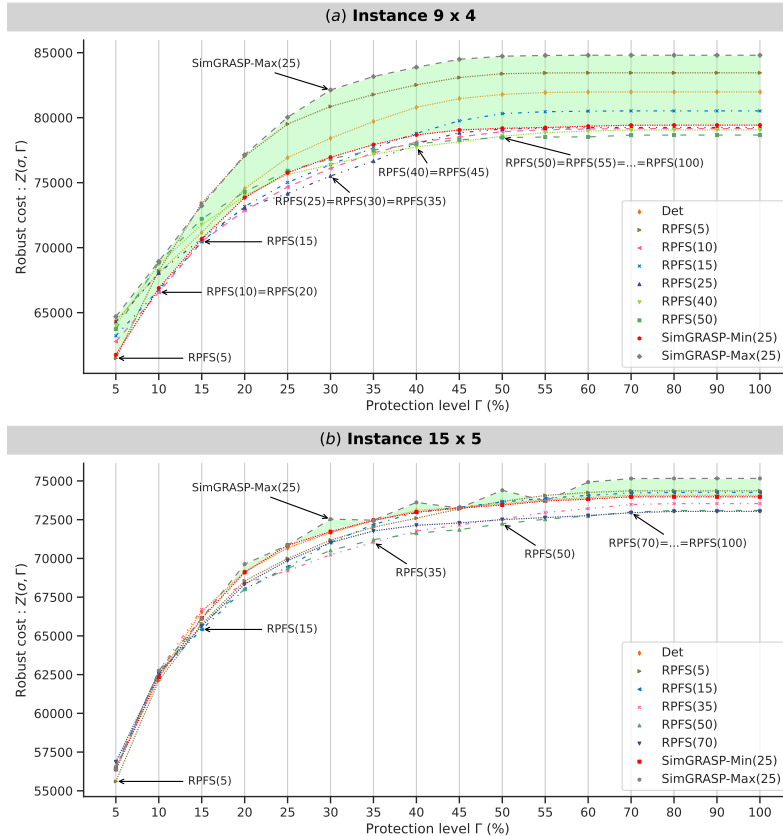 (a) Instance 9 x 4
85000
80000
75000
70000
65000
Robust cost : Z(σ, Γ)
SimGRASP-Max(25)
RPFS(50)=RPFS(55)=...=RPFS(100)
RPFS(40)=RPFS(45)
RPFS(25)=RPFS(30)=RPFS(35)
RPFS(15)
RPFS(10)=RPFS(20)
RPFS(5)
Det
RPFS(5)
RPFS(10)
RPFS(15)
RPFS(25)
RPFS(40)
RPFS(50)
SimGRASP-Min(25)
SimGRASP-Max(25)
5 10 15 20 25 30 35 40 45 50 55 60 70 80 90 100
Protection level Γ (%)
(b) Instance 15 x 5
75000
72500
70000
67500
65000
62500
60000
57500
55000
Robust cost : Z(σ, Γ)
SimGRASP-Max(25)
RPFS(70)=...=RPFS(100)
RPFS(50)
RPFS(35)
RPFS(15)
RPFS(5)
Det
RPFS(5)
RPFS(15)
RPFS(35)
RPFS(50)
RPFS(70)
SimGRASP-Min(25)
SimGRASP-Max(25)
5 10 15 20 25 30 35 40 45 50 55 60 70 80 90 100
Protection level Γ (%)